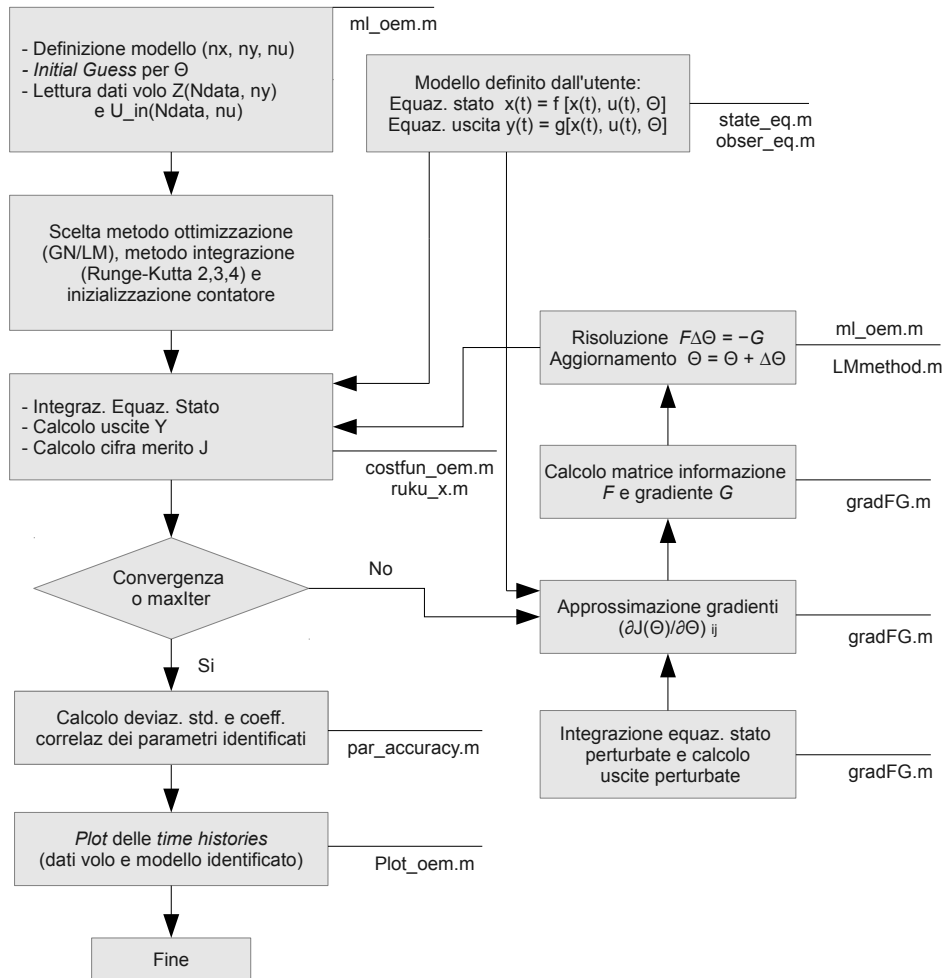 ml_oem.m
- Definizione modello (nx, ny, nu)
- Initial Guess per Θ
- Lettura dati volo Z(Ndata, ny)
e U_in(Ndata, nu)
Modello definito dall'utente:
Equaz. stato x(t) = f [x(t), u(t), Θ]
Equaz. uscita y(t) = g[x(t), u(t), Θ]
state_eq.m
obser_eq.m
Scelta metodo ottimizzazione
(GN/LM), metodo integrazione
(Runge-Kutta 2,3,4) e
inizializzazione contatore
Risoluzione FΔΘ = −G
Aggiornamento Θ = Θ + ΔΘ
ml_oem.m
LMmethod.m
- Integraz. Equaz. Stato
- Calcolo uscite Y
- Calcolo cifra merito J
costfun_oem.m
ruku_x.m
Calcolo matrice informazione
F e gradiente G
gradFG.m
Convergenza
o maxIter
No
Si
Approssimazione gradienti
(∂J(Θ)/∂Θ) ij
gradFG.m
Calcolo deviaz. std. e coeff.
correlaz dei parametri identificati
par_accuracy.m
Integrazione equaz. stato
perturbate e calcolo
uscite perturbate
gradFG.m
Plot delle time histories
(dati volo e modello identificato)
Plot_oem.m
Fine